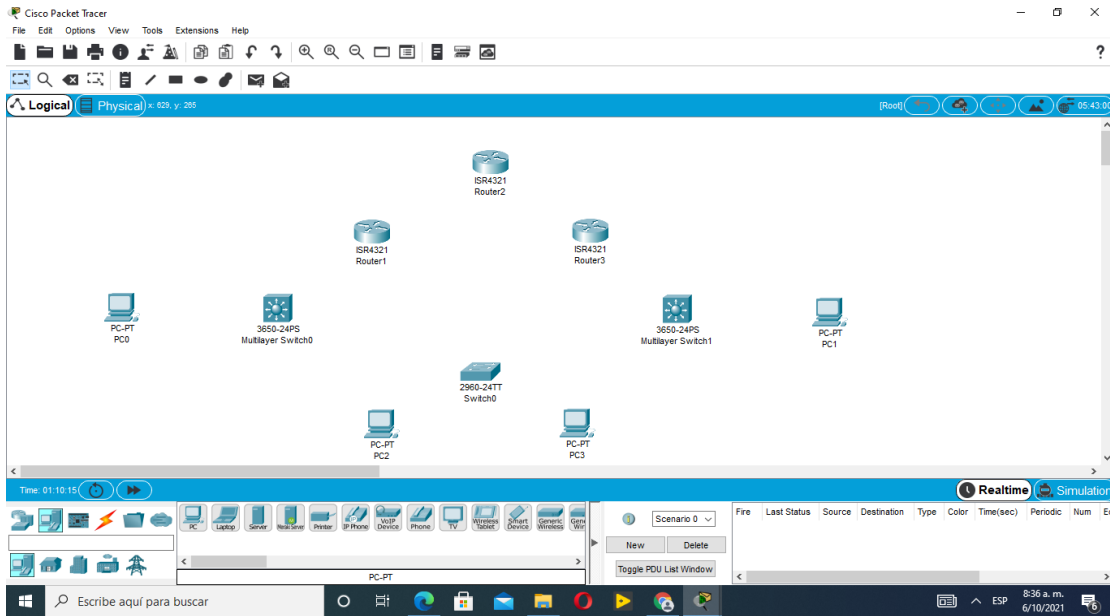 Cisco Packet Tracer
File Edit Options View Tools Extensions Help
?
Logical Physical x: 629, y: 265 [Root] 05:43:00
ISR4321
Router2
ISR4321
Router1
ISR4321
Router3
PC-PT
PC0
3650-24PS
Multilayer Switch0
3650-24PS
Multilayer Switch1
PC-PT
PC1
2960-24TT
Switch0
PC-PT
PC2
PC-PT
PC3
Time: 01:10:15 Realtime Simulation
PC Laptop Server Printer IP Phone VoIP Device Phone TV Wireless Tablet Smart Device Generic Wireless
PC-PT
Scenario 0
New Delete
Toggle PDU List Window
Fire Last Status Source Destination Type Color Time(sec) Periodic Num
Escribe aquí para buscar
ESP
8:36 a. m.
6/10/2021
6